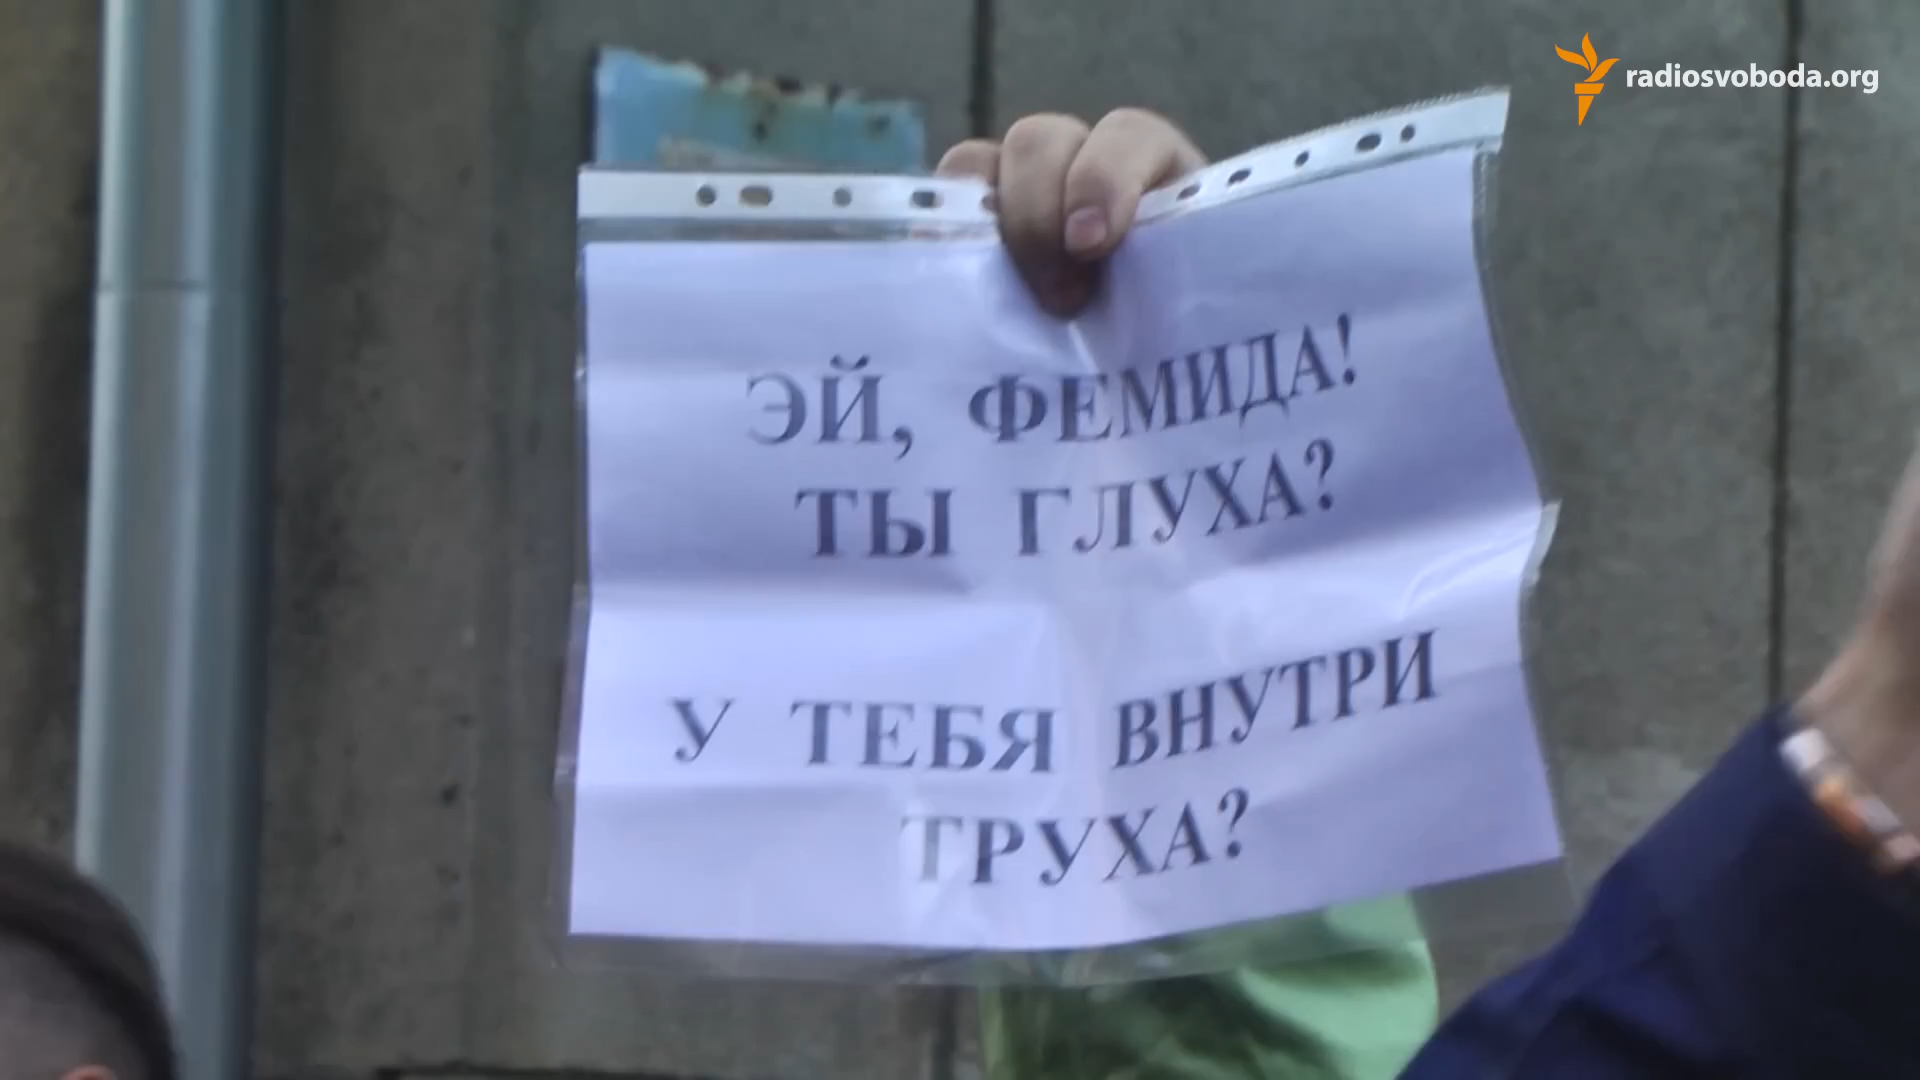 radiosvoboda.org
ЭЙ, ФЕМИДА!
ТЫ ГЛУХА?
У ТЕБЯ ВНУТРИ
ТРУХА?